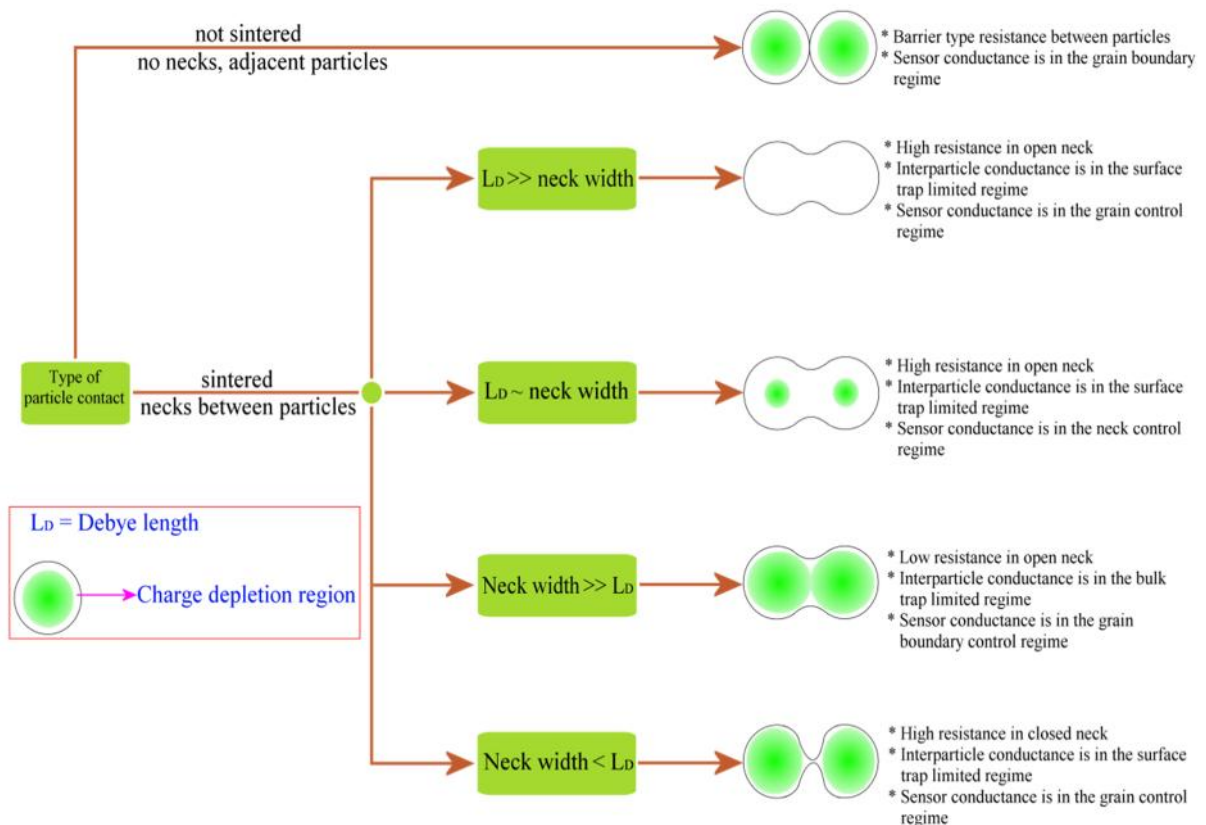 not sintered
no necks, adjacent particles
* Barrier type resistance between particles
* Sensor conductance is in the grain boundary
regime
LD >> neck width
* High resistance in open neck
* Interparticle conductance is in the surface
trap limited regime
* Sensor conductance is in the grain control
regime
Type of
particle contact
sintered
necks between particles
LD ~ neck width
* High resistance in open neck
* Interparticle conductance is in the surface
trap limited regime
* Sensor conductance is in the neck control
regime
LD = Debye length
Charge depletion region
Neck width >> LD
* Low resistance in open neck
* Interparticle conductance is in the bulk
trap limited regime
* Sensor conductance is in the grain
boundary control regime
Neck width < LD
* High resistance in closed neck
* Interparticle conductance is in the surface
trap limited regime
* Sensor conductance is in the grain control
regime